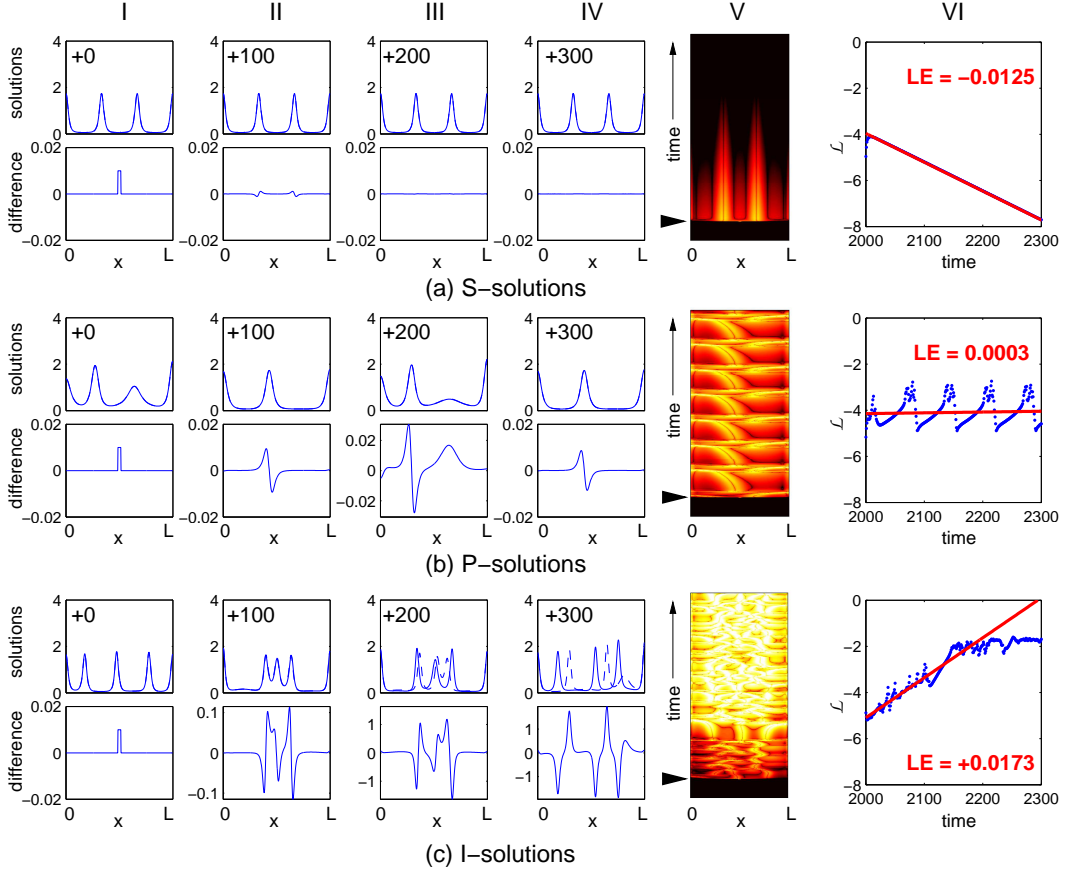 I II III IV V VI
solutions 4 2 0 +0 +100 +200 +300
difference 0.02 0 −0.02 0.02 0 −0.02 0.02 0 −0.02 0.02 0 −0.02
0 x L 0 x L 0 x L 0 x L
time 0 x L
ℒ 0 −2 −4 −6 −8 LE = −0.0125
2000 2100 2200 2300
time
(a) S−solutions
solutions 4 2 0 +0 4 2 0 +100 4 2 0 +200 4 2 0 +300
difference 0.02 0 −0.02 0.02 0 −0.02 0.02 0 −0.02 0.02 0 −0.02
0 x L 0 x L 0 x L 0 x L
time 0 x L
ℒ 0 −2 −4 −6 −8 LE = 0.0003
2000 2100 2200 2300
time
(b) P−solutions
solutions 4 2 0 +0 4 2 0 +100 4 2 0 +200 4 2 0 +300
difference 0.02 0 −0.02 0.1 0 −0.1 1 0 −1 1 0 −1
0 x L 0 x L 0 x L 0 x L
time 0 x L
ℒ 0 −2 −4 −6 −8 LE = +0.0173
2000 2100 2200 2300
time
(c) I−solutions